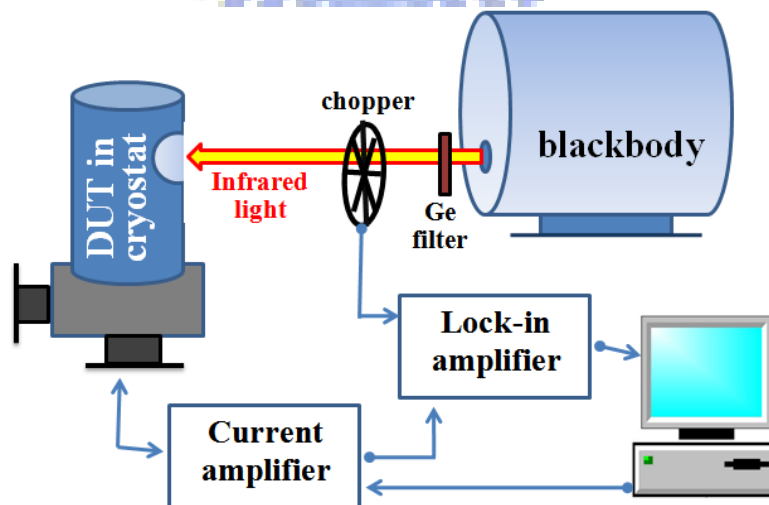 chopper
blackbody
DUT in
cryostat
Infrared
light
Ge
filter
Lock-in
amplifier
Current
amplifier